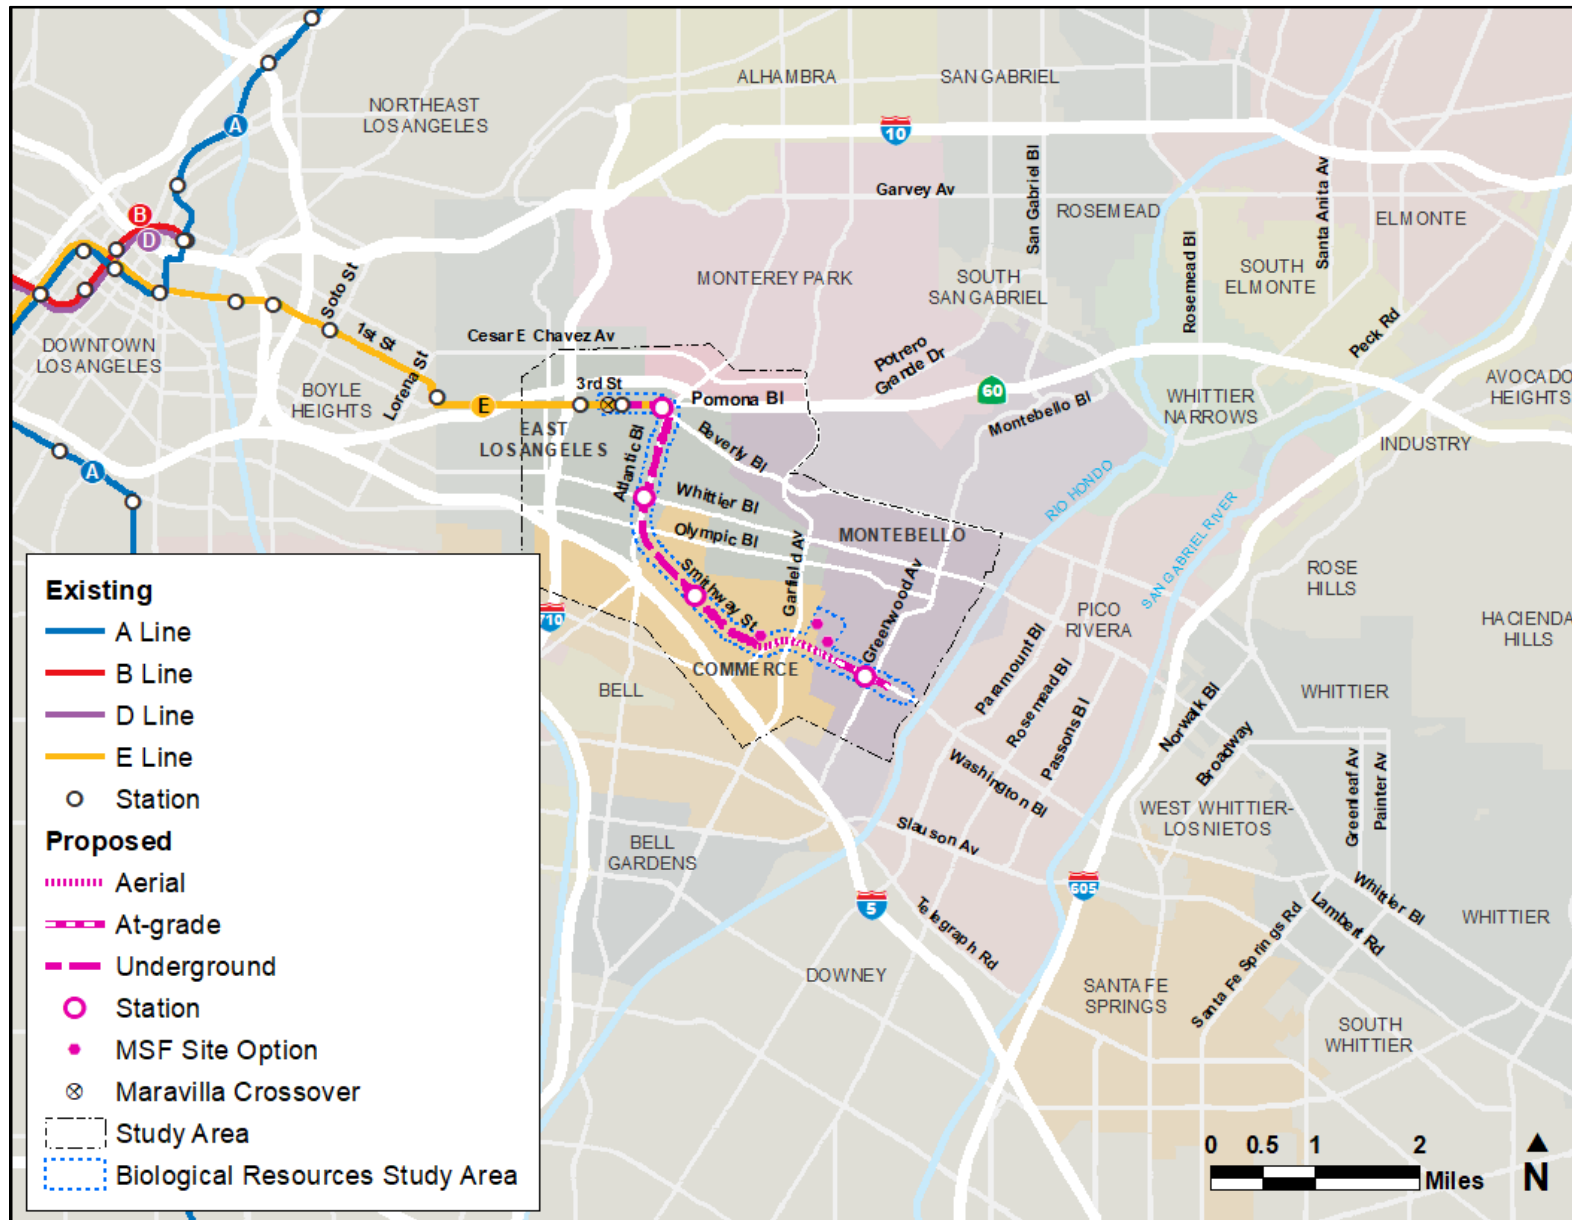 ALHAMBRA
SAN GABRIEL
NORTHEAST
LOS ANGELES
A
10
San Gabriel Bl
Garvey Av
Santa Anita Av
ROSEMEAD
EL MONTE
B
D
Rosemead Bl
MONTEREY PARK
SOUTH
SAN GABRIEL
SOUTH
EL MONTE
Soto St
1st St
Cesar E Chavez Av
Peck Rd
DOWNTOWN
LOS ANGELES
Lorena St
Potrero
Grande Dr
BOYLE
HEIGHTS
3rd St
Pomona Bl
60
Montebello Bl
WHITTIER
NARROWS
AVOCADO
HEIGHTS
E
EAST
LOS ANGELES
Atlantic Bl
Beverly Bl
INDUSTRY
A
Whittier Bl
RIO HONDO
SAN GABRIEL RIVER
Olympic Bl
MONTEBELLO
Garfield Av
Smithway St
Greenwood Av
ROSE
HILLS
710
PICO
RIVERA
HACIENDA
HILLS
COMMERCE
BELL
Paramount Bl
Rosemead Bl
Passons Bl
WHITTIER
Norwalk Bl
Broadway
Washington Bl
Greenleaf Av
Painter Av
WEST WHITTIER-
LOS NIETOS
BELL
GARDENS
Slauson Av
5
605
Telegraph Rd
Whittier Bl
Lambert Rd
WHITTIER
Santa Fe Springs Rd
DOWNEY
SANTA FE
SPRINGS
SOUTH
WHITTIER
Existing
A Line
B Line
D Line
E Line
Station
Proposed
Aerial
At-grade
Underground
Station
MSF Site Option
Maravilla Crossover
Study Area
Biological Resources Study Area
0 0.5 1 2
Miles
N